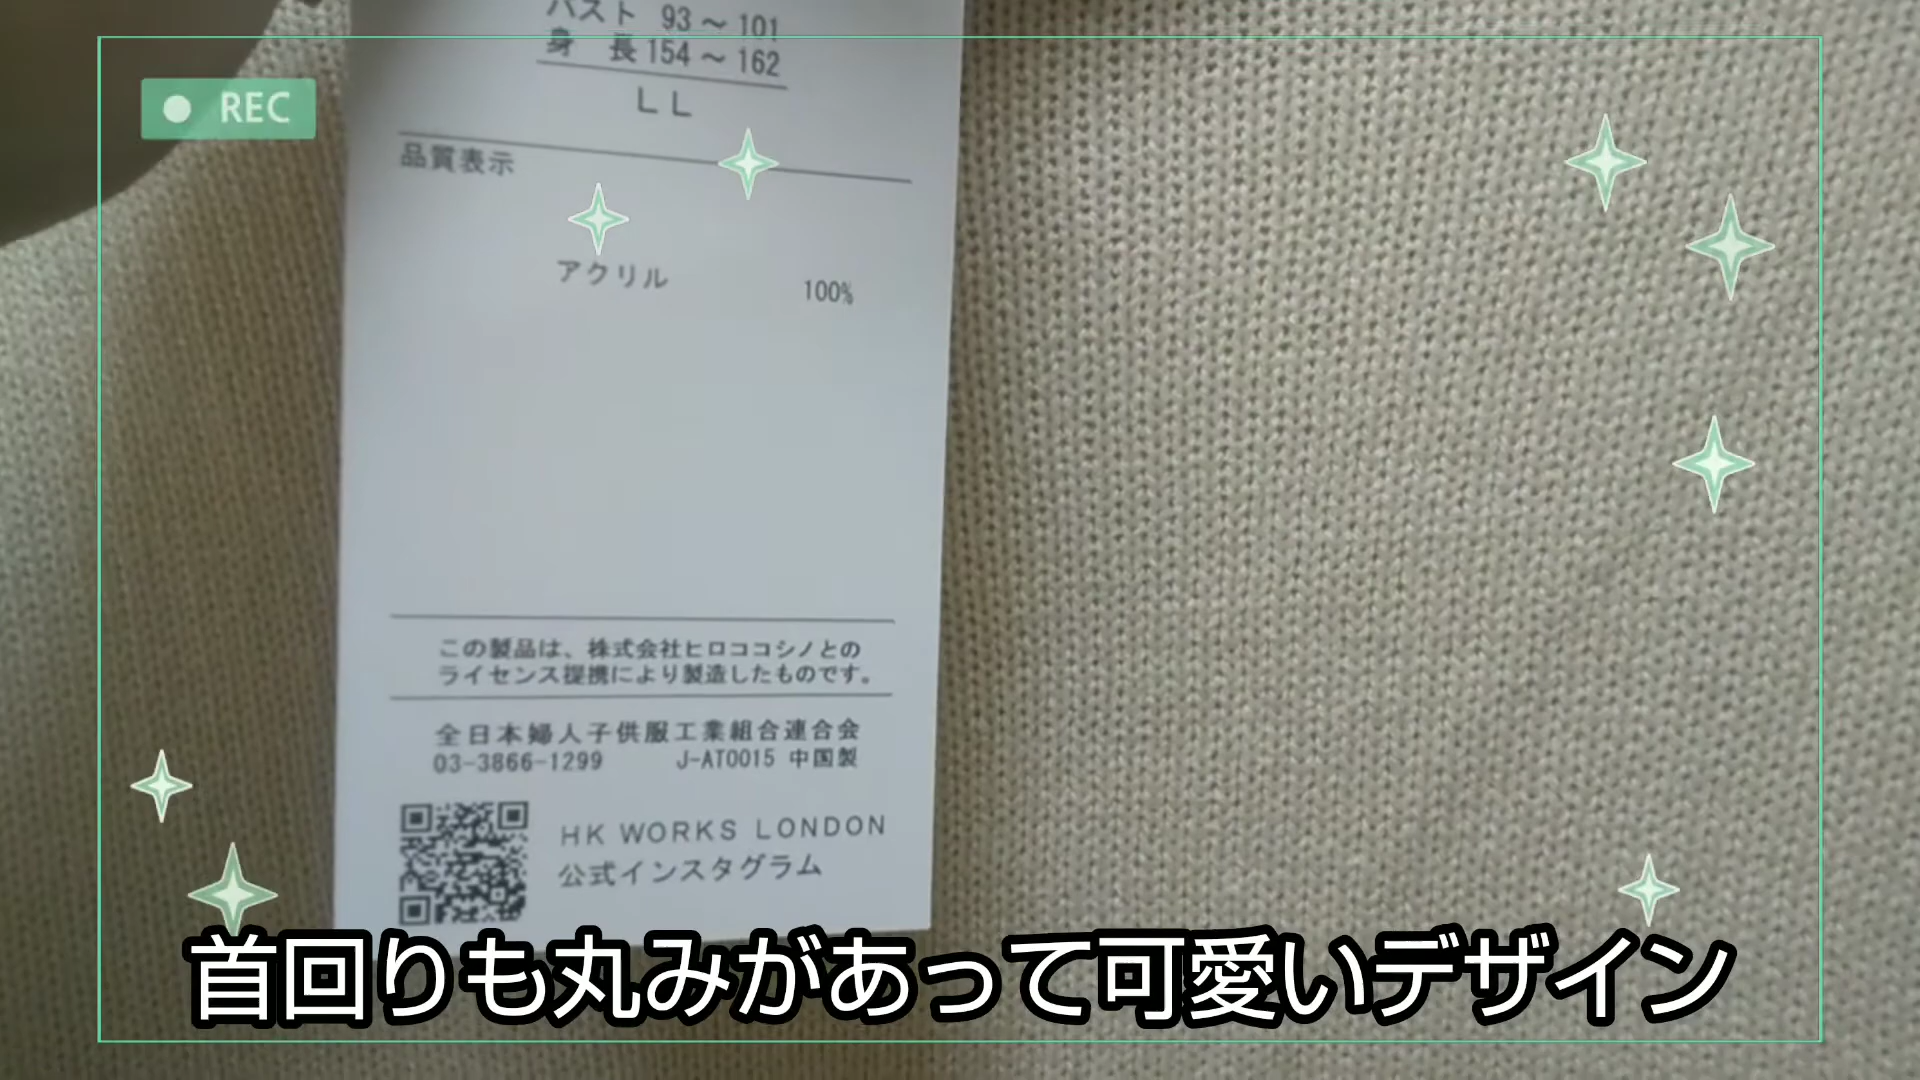 バスト 93～101
身 長 154～162
LL
REC
品質表示
アクリル 100%
この製品は、株式会社ヒロココシノとの
ライセンス提携により製造したものです。
全日本婦人子供服工業組合連合会
03-3866-1299 J-AT0015 中国製
HK WORKS LONDON
公式インスタグラム
首回りも丸みがあって可愛いデザイン